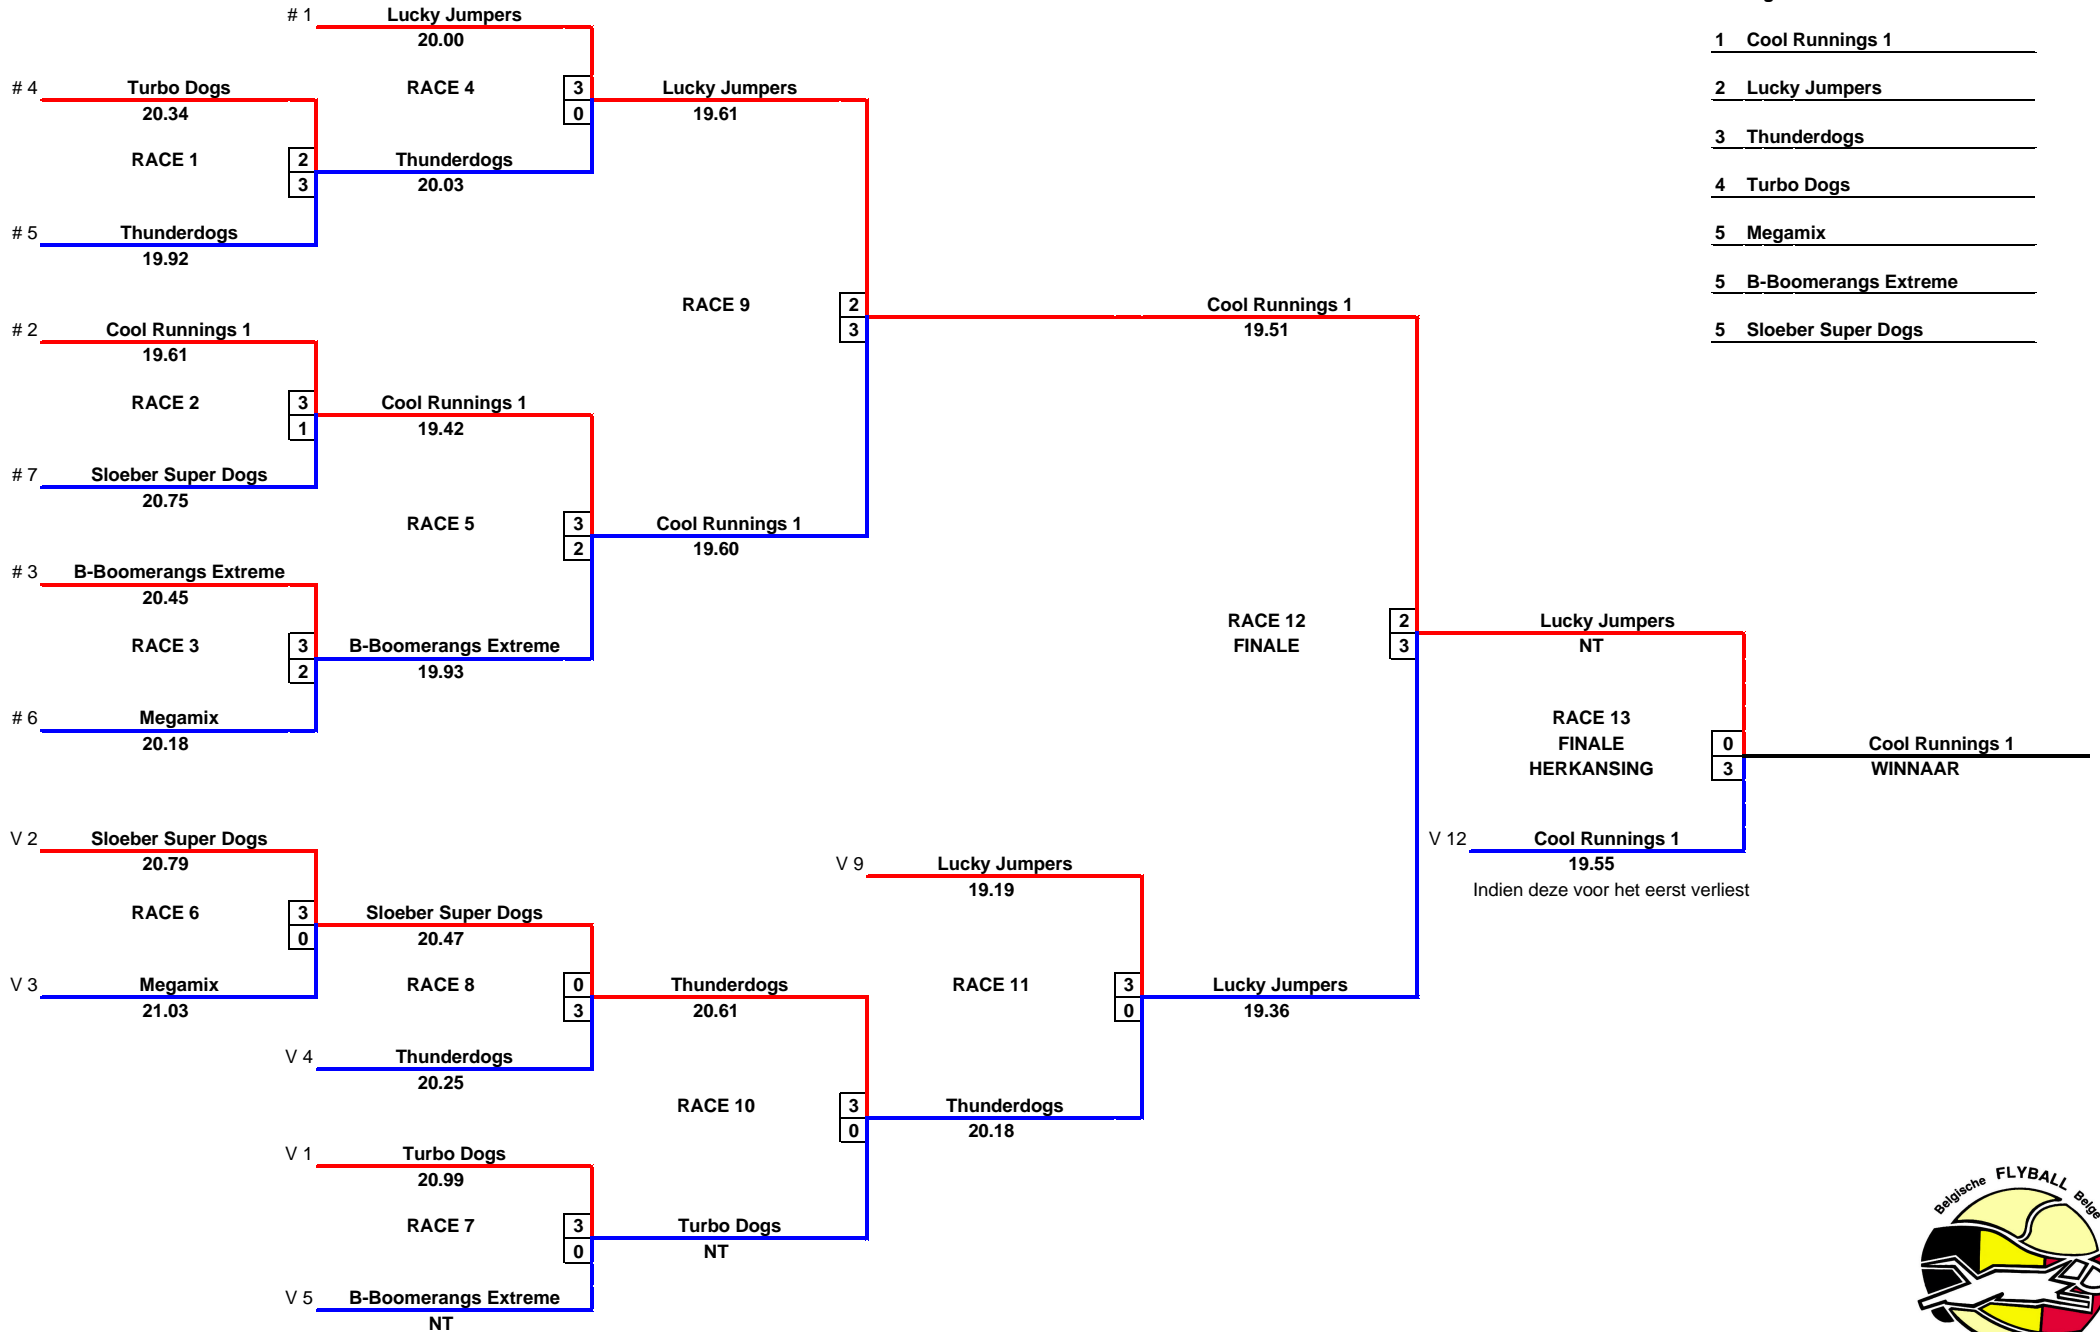 # 1 Lucky Jumpers
20.00
1 Cool Runnings 1
# 4 Turbo Dogs
RACE 4 3
Lucky Jumpers
2 Lucky Jumpers
20.34
0
19.61
3 Thunderdogs
RACE 1 2
Thunderdogs
3
20.03
4 Turbo Dogs
# 5 Thunderdogs
5 Megamix
19.92
5 B-Boomerangs Extreme
RACE 9 2
Cool Runnings 1
# 2 Cool Runnings 1
3
19.51
5 Sloeber Super Dogs
19.61
RACE 2 3
Cool Runnings 1
1
19.42
# 7 Sloeber Super Dogs
20.75
RACE 5 3
Cool Runnings 1
2
19.60
# 3 B-Boomerangs Extreme
20.45
RACE 12 2
Lucky Jumpers
RACE 3 3
B-Boomerangs Extreme
FINALE 3
NT
2
19.93
# 6 Megamix
RACE 13
20.18
FINALE 0
Cool Runnings 1
HERKANSING 3
WINNAAR
V 2 Sloeber Super Dogs
V 12 Cool Runnings 1
20.79
V 9 Lucky Jumpers
19.55
19.19
Indien deze voor het eerst verliest
RACE 6 3
Sloeber Super Dogs
0
20.47
V 3 Megamix
RACE 8 0
Thunderdogs
RACE 11 3
Lucky Jumpers
21.03
3
20.61
0
19.36
V 4 Thunderdogs
20.25
RACE 10 3
Thunderdogs
0
20.18
V 1 Turbo Dogs
20.99
RACE 7 3
Turbo Dogs
0
NT
V 5 B-Boomerangs Extreme
NT
Belgische FLYBALL Belge